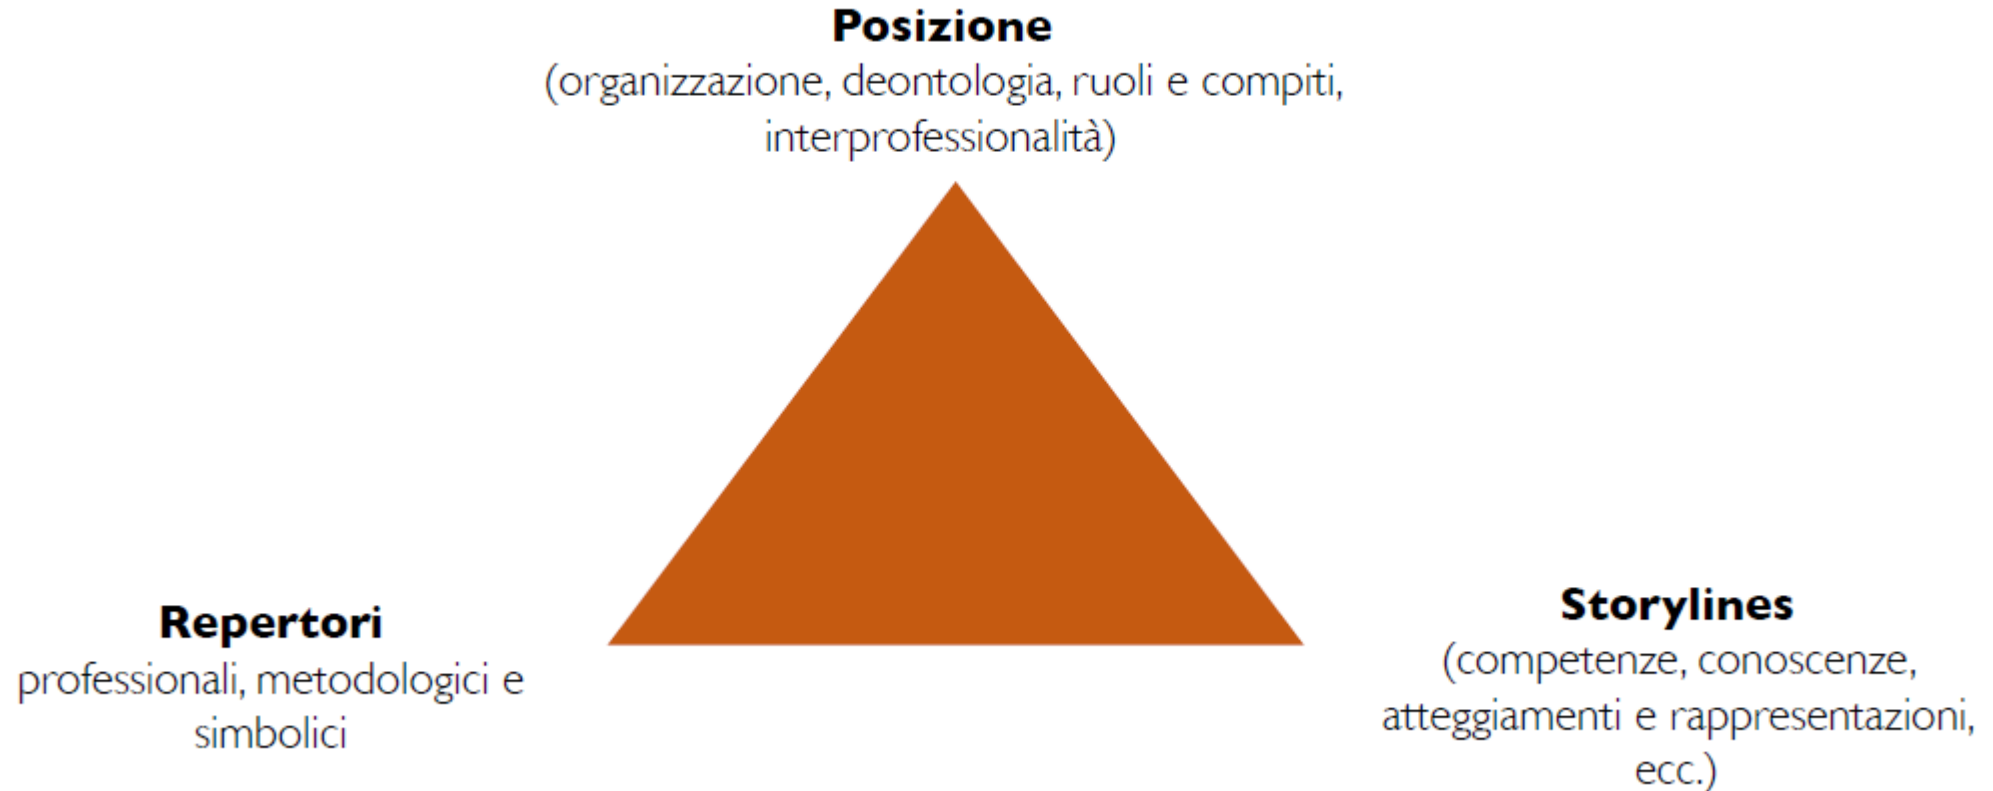 Posizione
(organizzazione, deontologia, ruoli e compiti,
interprofessionalità)
Repertori
professionali, metodologici e
simbolici
Storylines
(competenze, conoscenze,
atteggiamenti e rappresentazioni,
ecc.)